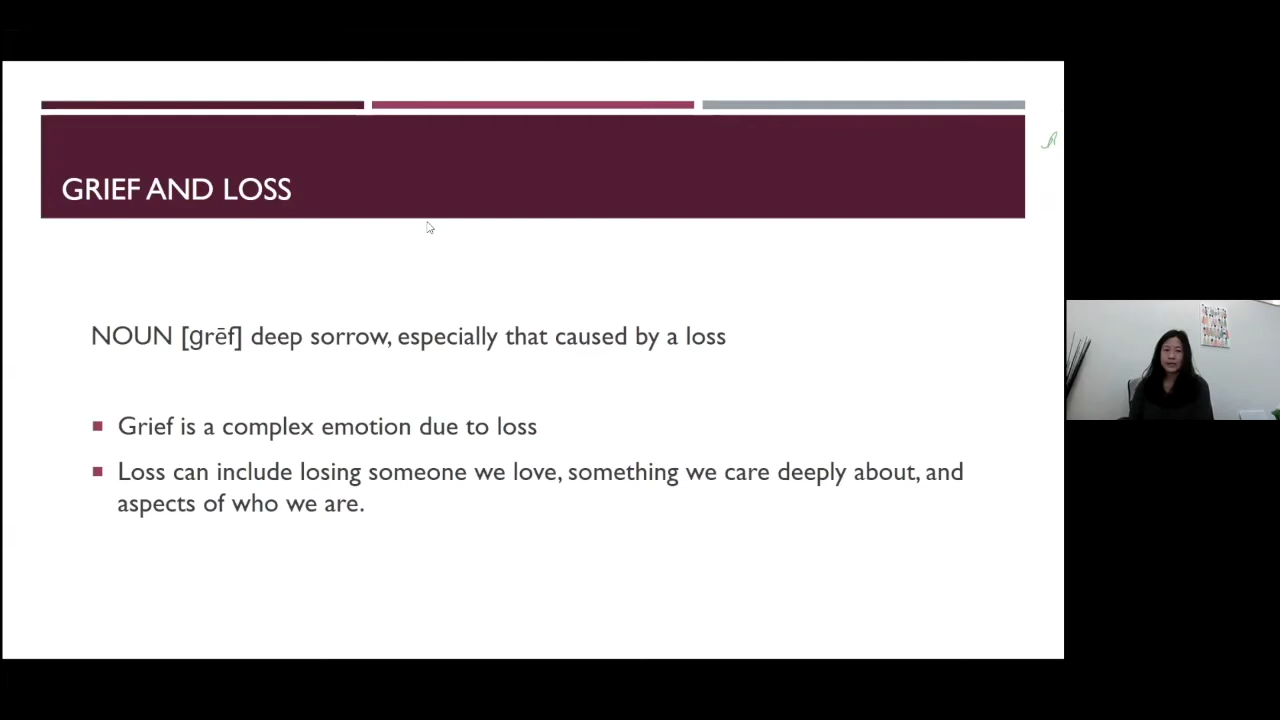 GRIEF AND LOSS
NOUN [grēf] deep sorrow, especially that caused by a loss
Grief is a complex emotion due to loss
Loss can include losing someone we love, something we care deeply about, and
aspects of who we are.